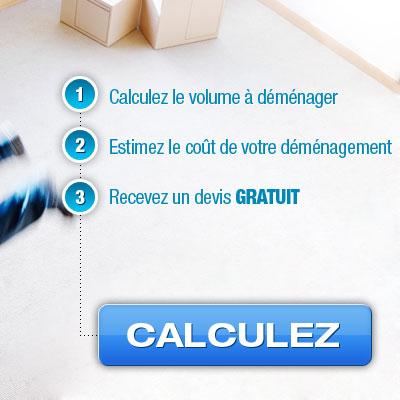 1 Calculez le volume à déménager
2 Estimez le coût de votre déménagement
3 Recevez un devis GRATUIT
CALCULEZ